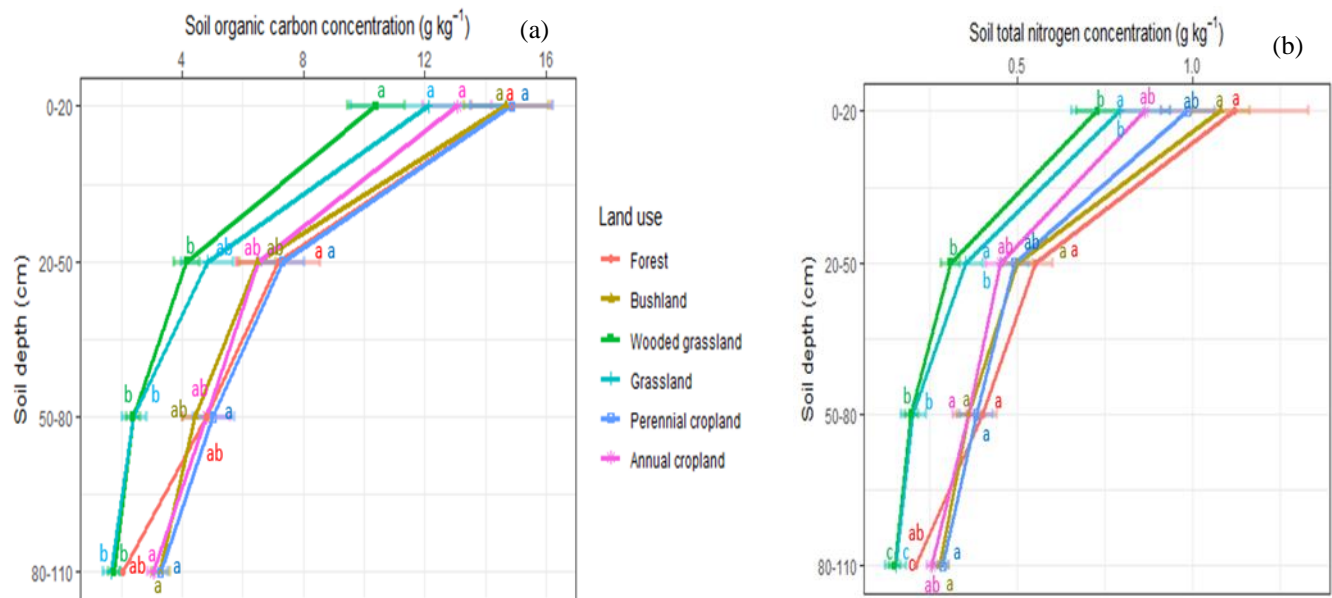 Soil organic carbon concentration (g kg⁻¹)
(a)
4 8 12 16
0-20
20-50
50-80
80-110
Soil depth (cm)
a a a a a a
b ab ab ab a a
b b ab ab a ab
b b ab a a a
Land use
Forest
Bushland
Wooded grassland
Grassland
Perennial cropland
Annual cropland
Soil total nitrogen concentration (g kg⁻¹)
(b)
0.5 1.0
0-20
20-50
50-80
80-110
Soil depth (cm)
b a b ab ab a a
b a b ab ab a a
b b a a a a
c c c ab ab a a